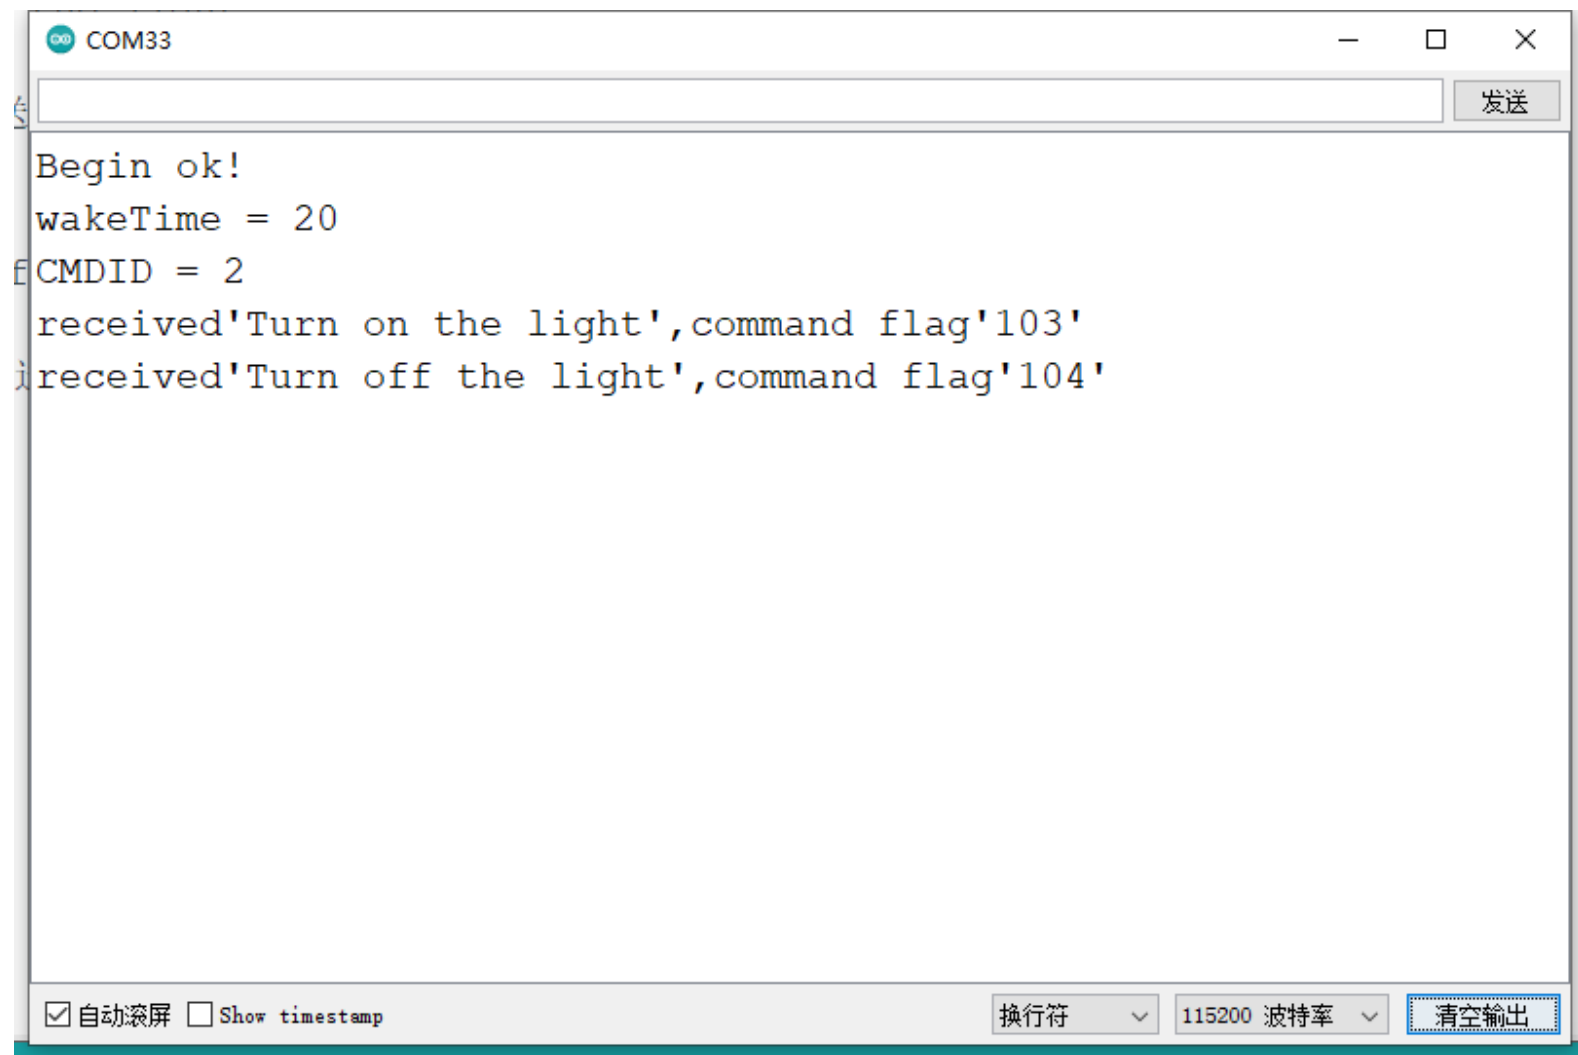 COM33
发送
Begin ok!
wakeTime = 20
CMDID = 2
received'Turn on the light',command flag'103'
received'Turn off the light',command flag'104'
自动滚屏 Show timestamp 换行符 115200 波特率 清空输出